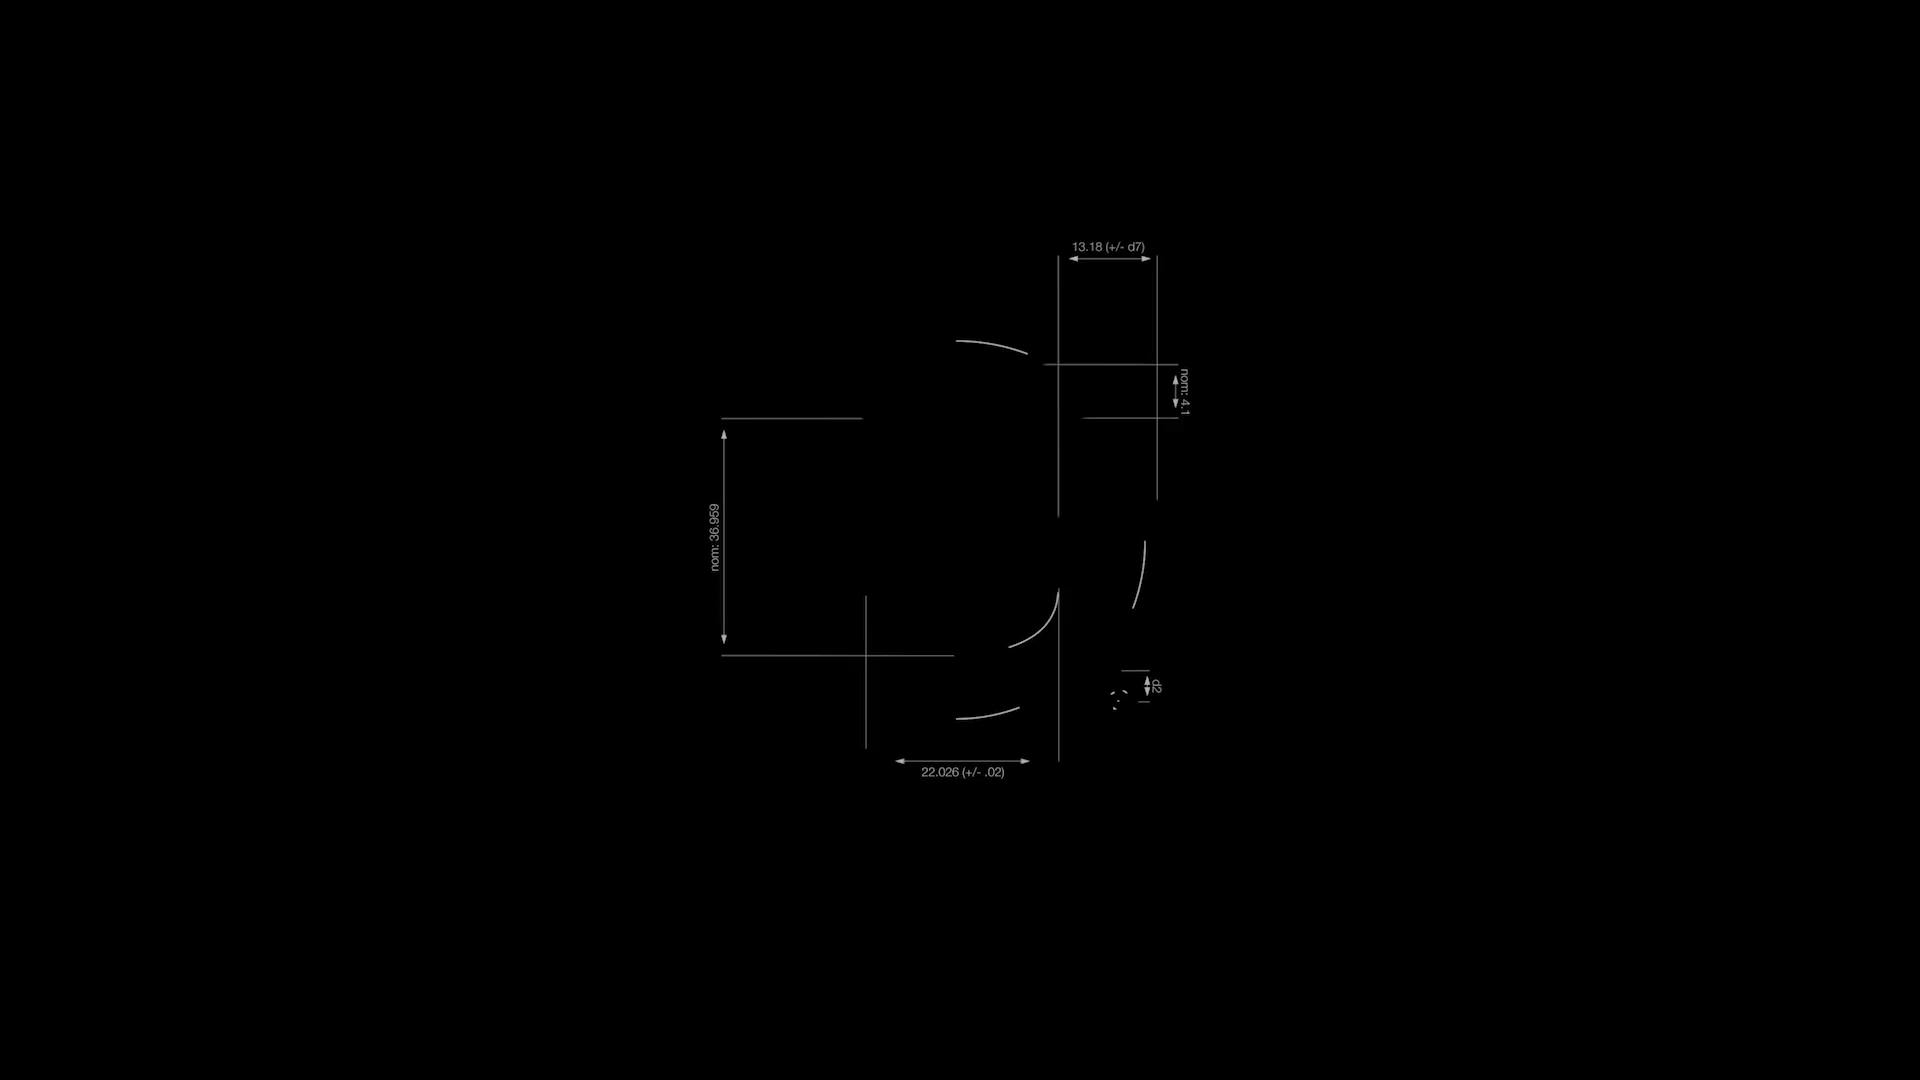 13.18 (+/- d7)
nom: 4.1
nom: 36.959
d2
22.026 (+/- .02)